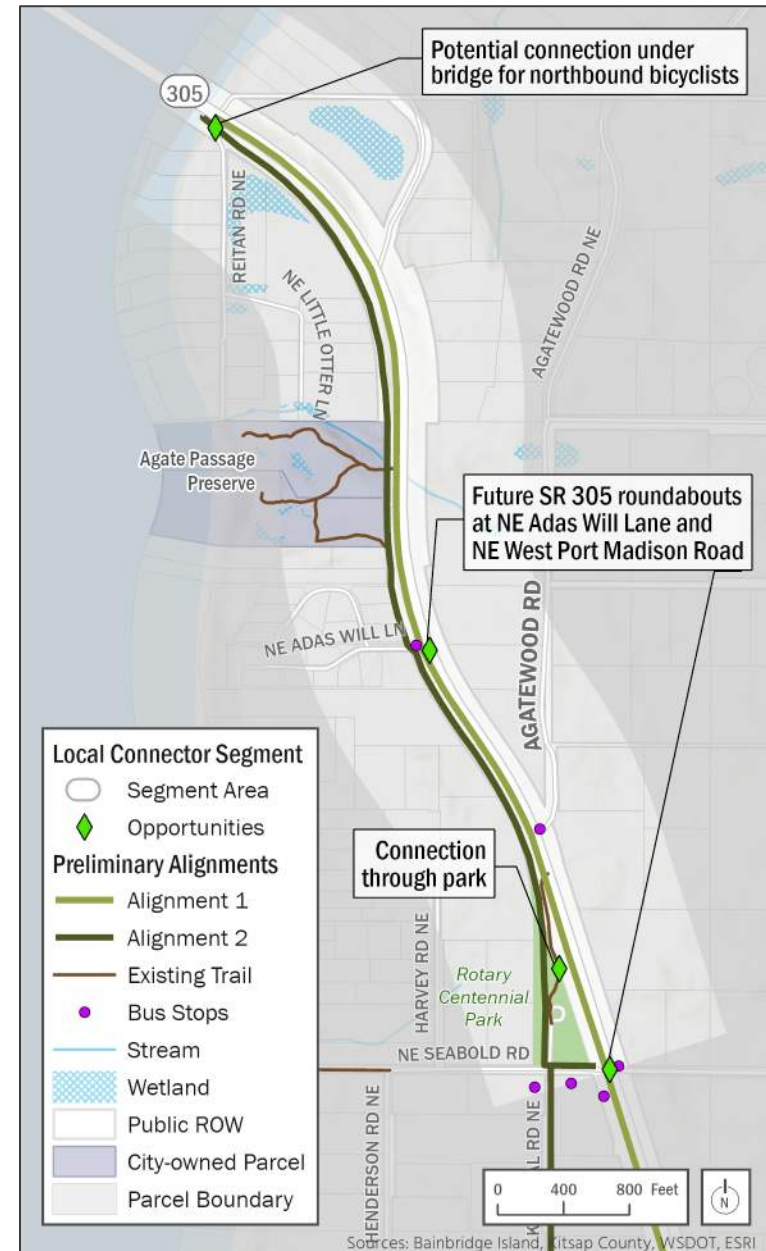 Potential connection under
bridge for northbound bicyclists
305
REITAN RD NE
NE LITTLE OTTER LN
AGATEWOOD RD NE
Agate Passage
Preserve
Future SR 305 roundabouts
at NE Adas Will Lane and
NE West Port Madison Road
NE ADAS WILL LN
AGATEWOOD RD
Connection
through park
HARVEY RD NE
Rotary
Centennial
Park
NE SEABOLD RD
HENDERSON RD NE
AL RD NE
Local Connector Segment
Segment Area
Opportunities
Preliminary Alignments
Alignment 1
Alignment 2
Existing Trail
Bus Stops
Stream
Wetland
Public ROW
City-owned Parcel
Parcel Boundary
0 400 800 Feet
N
Sources: Bainbridge Island, Kitsap County, WSDOT, ESRI